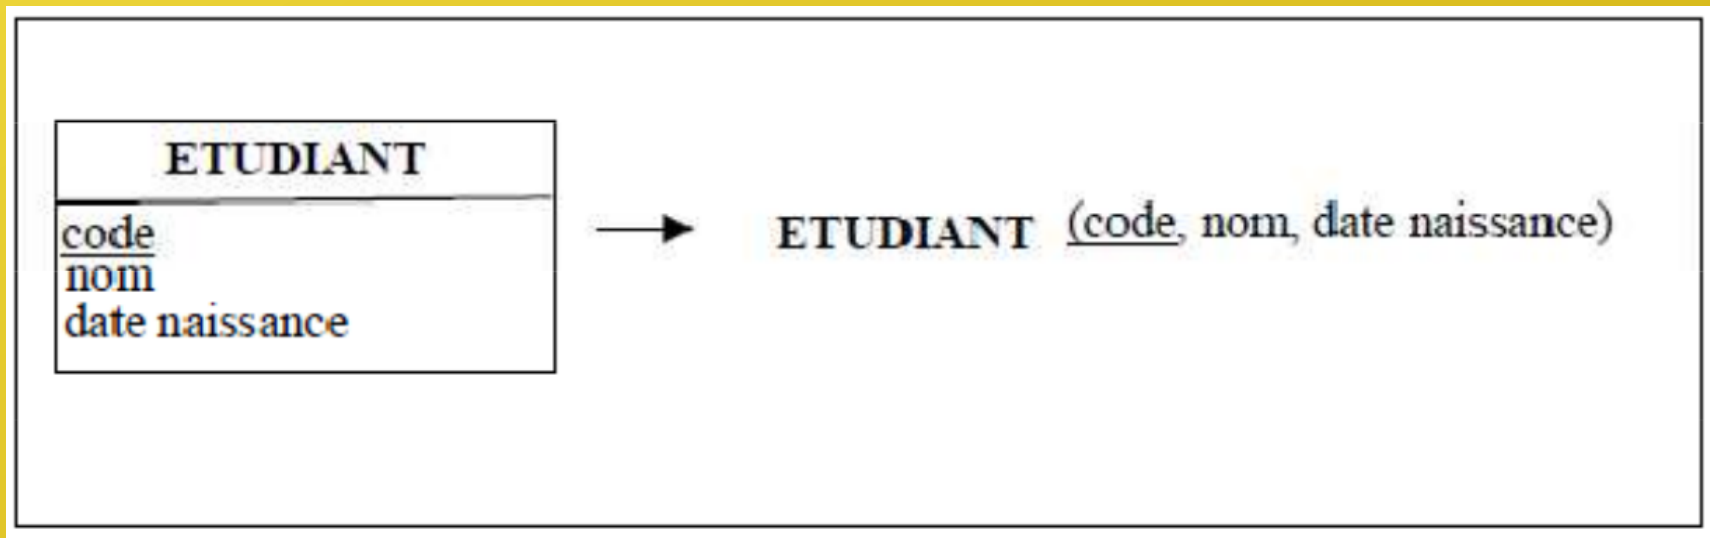 ETUDIANT
code
nom
date naissance
ETUDIANT (code, nom, date naissance)